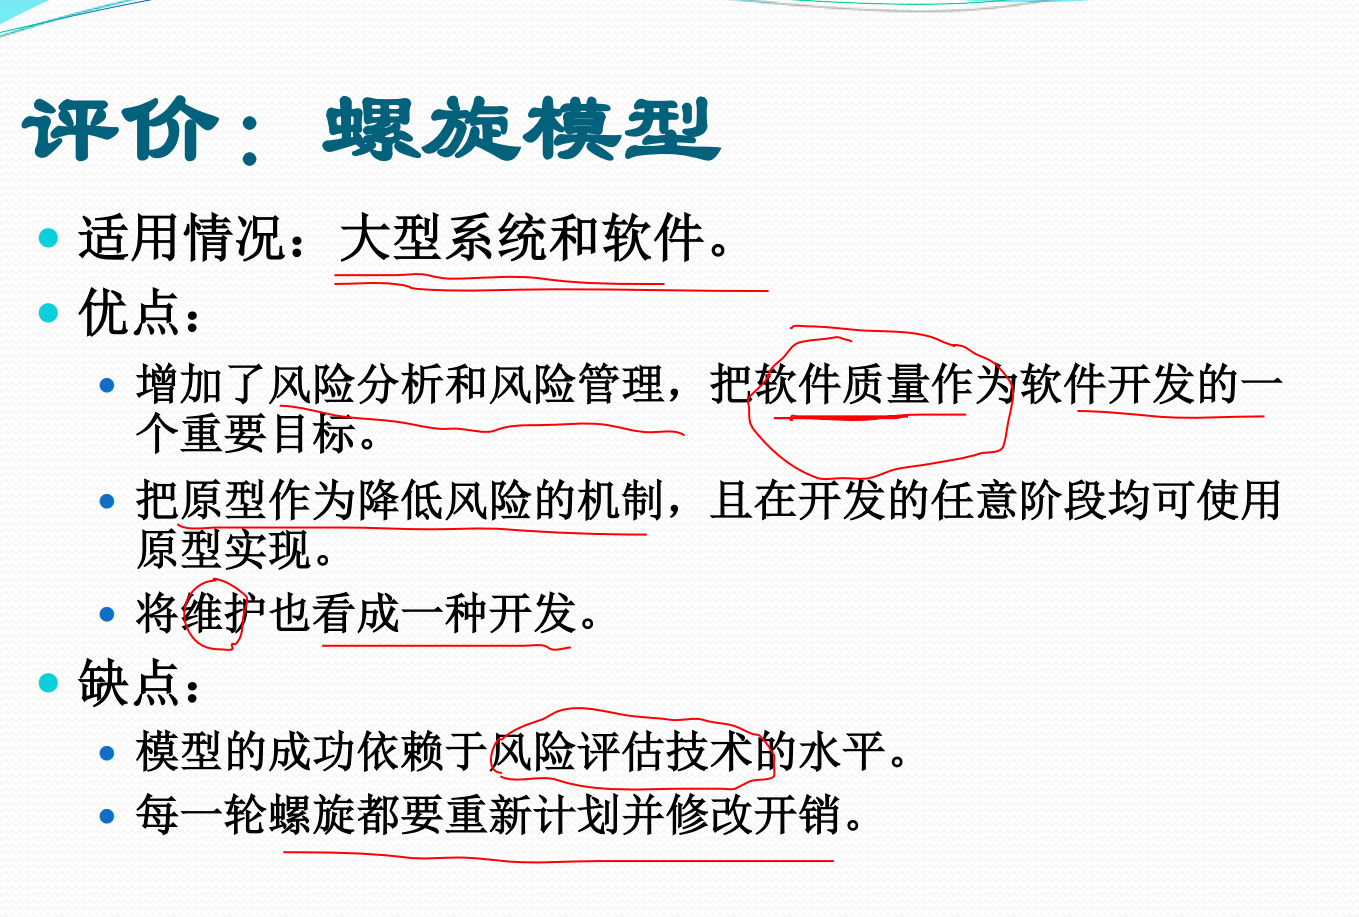 评价：螺旋模型
适用情况：大型系统和软件。
优点：
增加了风险分析和风险管理，把软件质量作为软件开发的一
个重要目标。
把原型作为降低风险的机制，且在开发的任意阶段均可使用
原型实现。
将维护也看成一种开发。
缺点：
模型的成功依赖于风险评估技术的水平。
每一轮螺旋都要重新计划并修改开销。